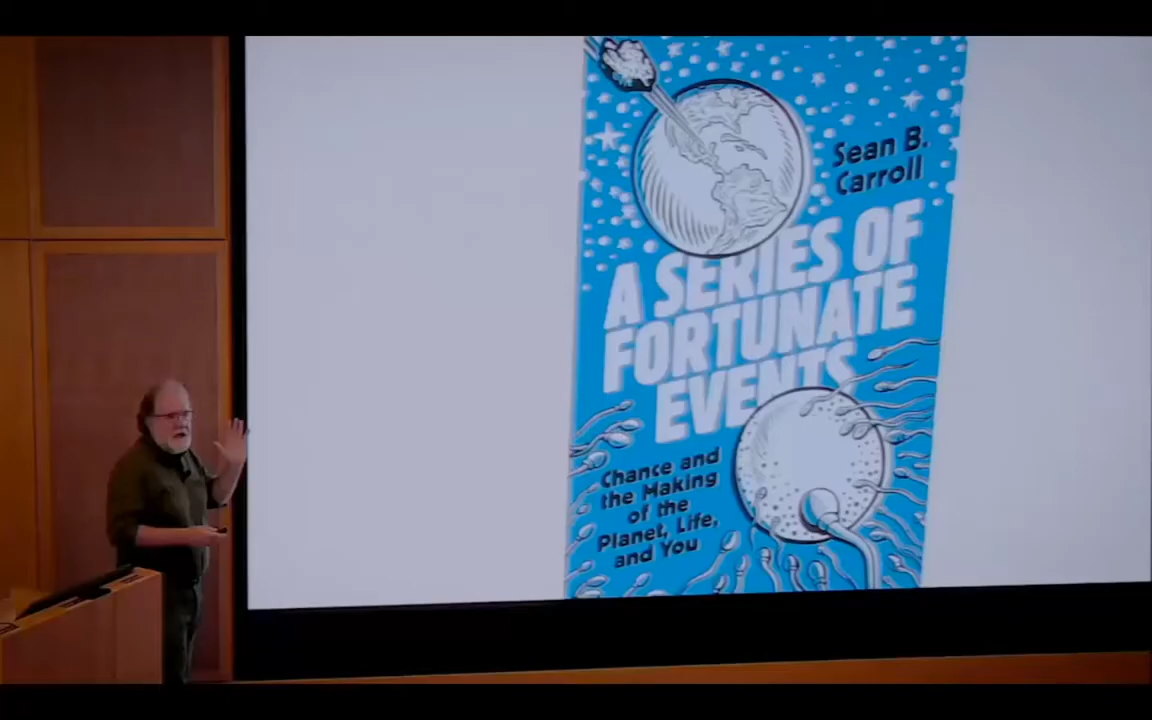 Sean B.
Carroll
A SERIES OF
FORTUNATE
EVENTS
Chance and
the Making
of the
Planet, Life,
and You